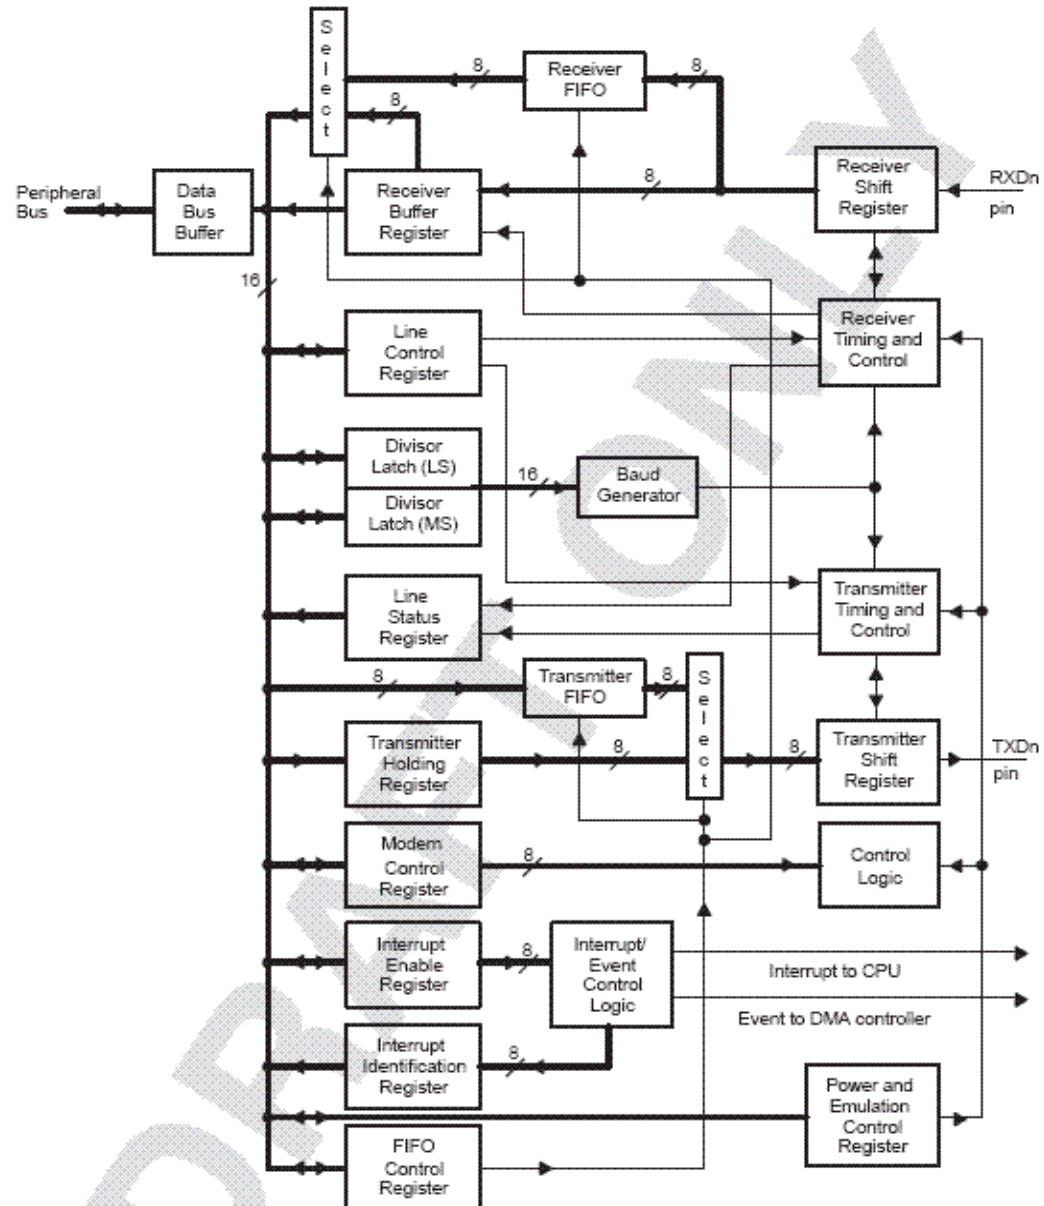 Select
8
Receiver
FIFO
8
8
Peripheral
Bus
Data
Bus
Buffer
Receiver
Buffer
Register
8
Receiver
Shift
Register
RXDn
pin
16
Line
Control
Register
Receiver
Timing and
Control
Divisor
Latch (LS)
Divisor
Latch (MS)
16
Baud
Generator
Line
Status
Register
Transmitter
Timing and
Control
8
Transmitter
FIFO
8
Select
Transmitter
Holding
Register
8
8
Transmitter
Shift
Register
TXDn
pin
Modem
Control
Register
8
Control
Logic
Interrupt
Enable
Register
8
Interrupt/
Event
Control
Logic
Interrupt to CPU
Event to DMA controller
Interrupt
Identification
Register
8
Power and
Emulation
Control
Register
FIFO
Control
Register
DRAFT ONLY